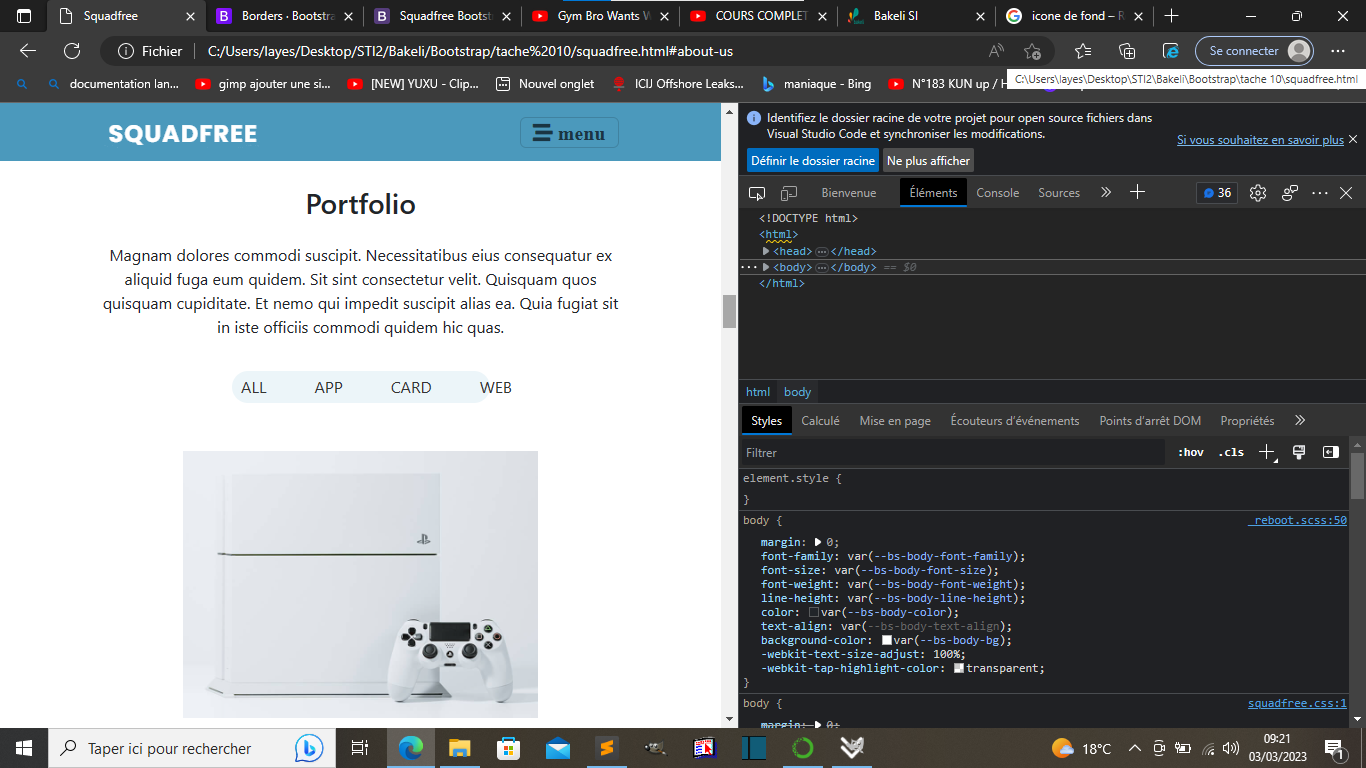 Squadfree
Borders · Bootstra
Squadfree Bootst
Gym Bro Wants W
COURS COMPLET
Bakeli SI
icone de fond – R
Fichier
C:/Users/layes/Desktop/STI2/Bakeli/Bootstrap/tache%2010/squadfree.html#about-us
Se connecter
documentation lan...
gimp ajouter une si...
[NEW] YUXU - Clip...
Nouvel onglet
ICIJ Offshore Leaks...
maniaque - Bing
N°183 KUN up / H
C:\Users\layes\Desktop\STI2\Bakeli\Bootstrap\tache 10\squadfree.html
SQUADFREE
menu
Portfolio
Magnam dolores commodi suscipit. Necessitatibus eius consequatur ex
aliquid fuga eum quidem. Sit sint consectetur velit. Quisquam quos
quisquam cupiditate. Et nemo qui impedit suscipit alias ea. Quia fugiat sit
in iste officiis commodi quidem hic quas.
ALL APP CARD WEB
Identifiez le dossier racine de votre projet pour open source fichiers dans
Visual Studio Code et synchroniser les modifications.
Si vous souhaitez en savoir plus
Définir le dossier racine
Ne plus afficher
Bienvenue
Éléments
Console
Sources
36
<!DOCTYPE html>
<html>
<head>…</head>
<body>…</body> == $0
</html>
html body
Styles
Calculé
Mise en page
Écouteurs d'événements
Points d'arrêt DOM
Propriétés
Filtrer
:hov
.cls
element.style {
}
body {
_reboot.scss:50
margin: 0;
font-family: var(--bs-body-font-family);
font-size: var(--bs-body-font-size);
font-weight: var(--bs-body-font-weight);
line-height: var(--bs-body-line-height);
color: var(--bs-body-color);
text-align: var(--bs-body-text-align);
background-color: var(--bs-body-bg);
-webkit-text-size-adjust: 100%;
-webkit-tap-highlight-color: transparent;
}
body {
squadfree.css:1
margin: 0;
Taper ici pour rechercher
18°C
09:21
03/03/2023
1